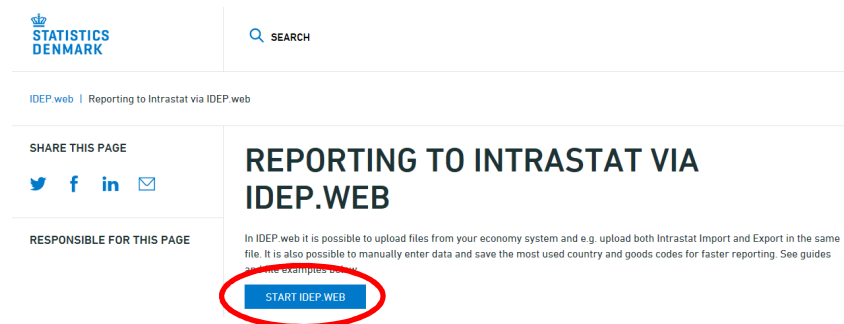 STATISTICS
DENMARK
SEARCH
IDEP.web | Reporting to Intrastat via IDEP.web
SHARE THIS PAGE
REPORTING TO INTRASTAT VIA
IDEP.WEB
RESPONSIBLE FOR THIS PAGE
In IDEP.web it is possible to upload files from your economy system and e.g. upload both Intrastat Import and Export in the same
file. It is also possible to manually enter data and save the most used country and goods codes for faster reporting. See guides
and file examples below.
START IDEP.WEB